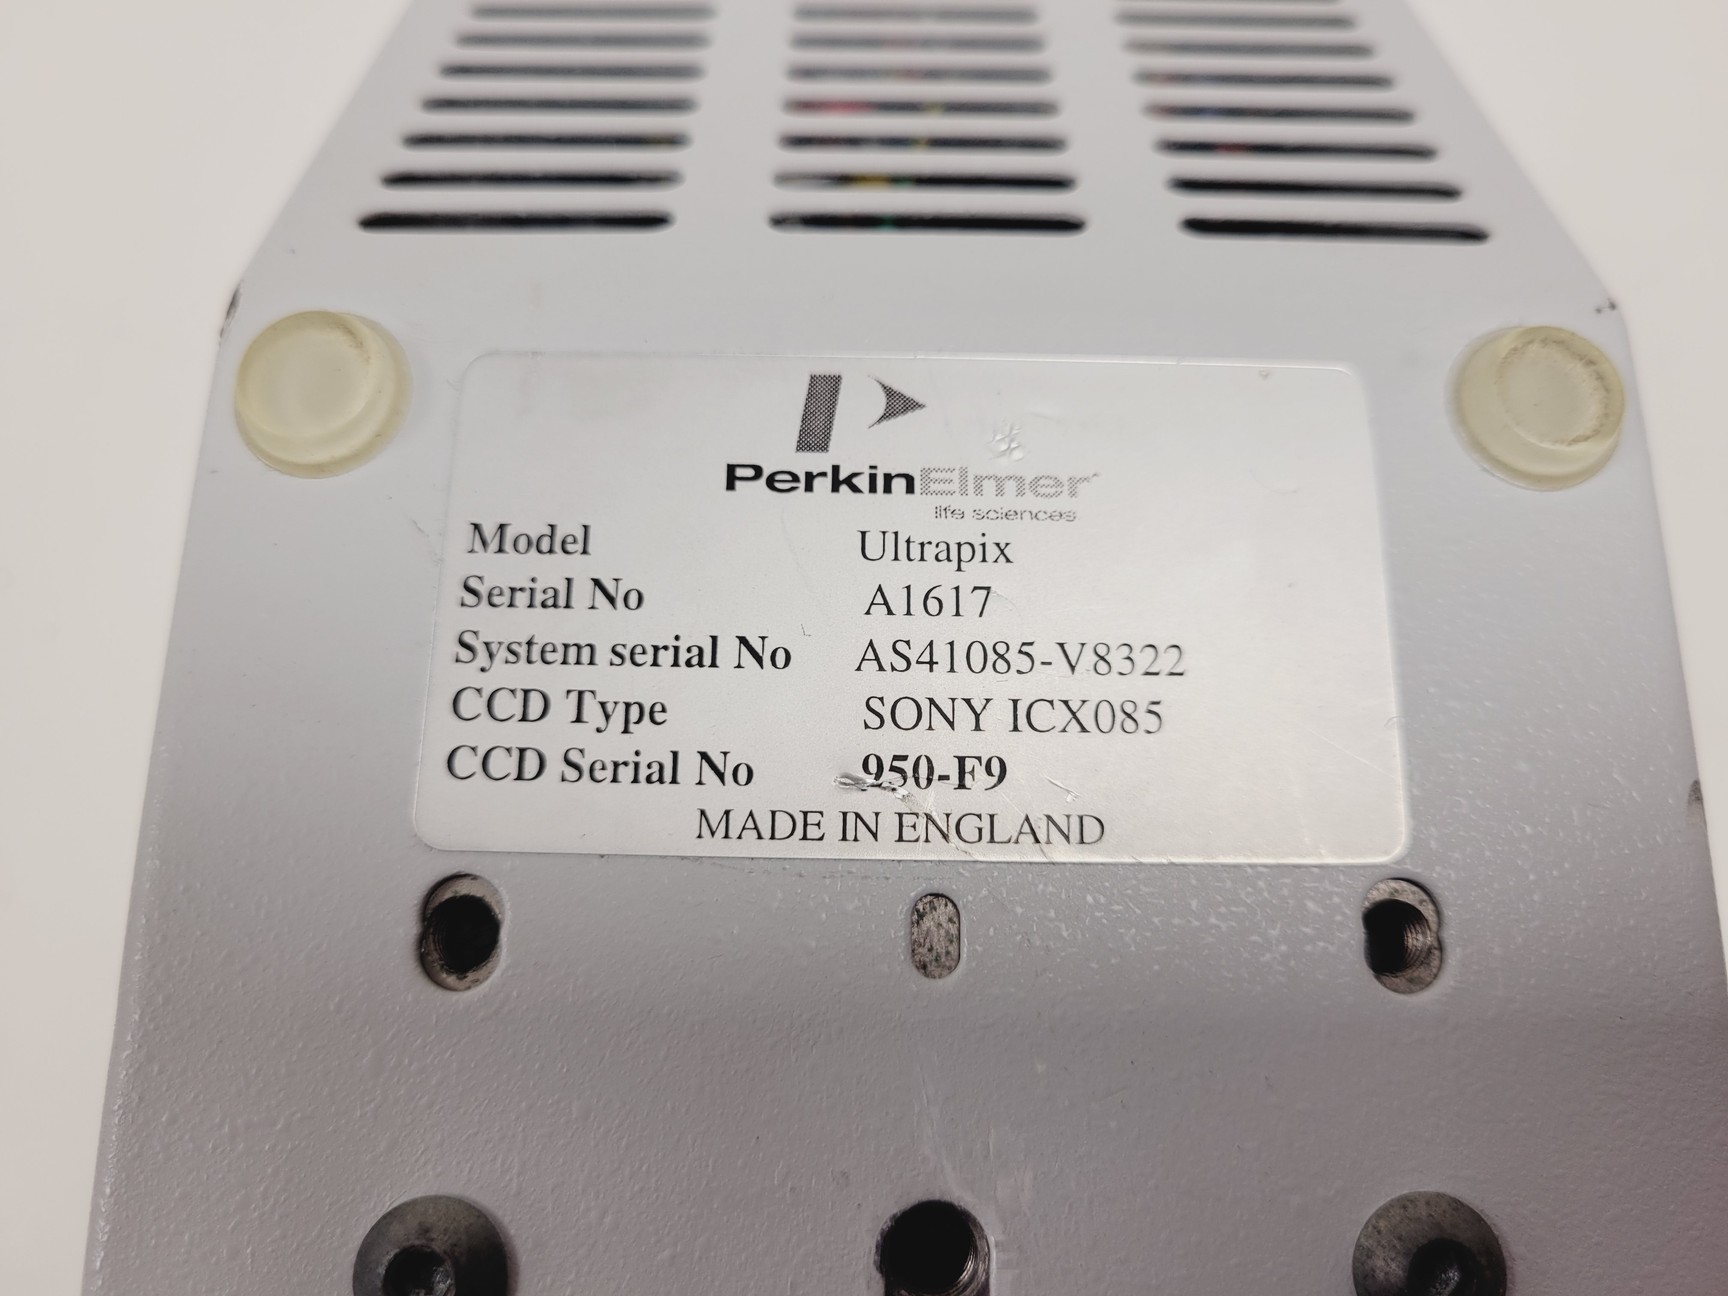 PerkinElmer
life sciences
Model Ultrapix
Serial No A1617
System serial No AS41085-V8322
CCD Type SONY ICX085
CCD Serial No 950-F9
MADE IN ENGLAND